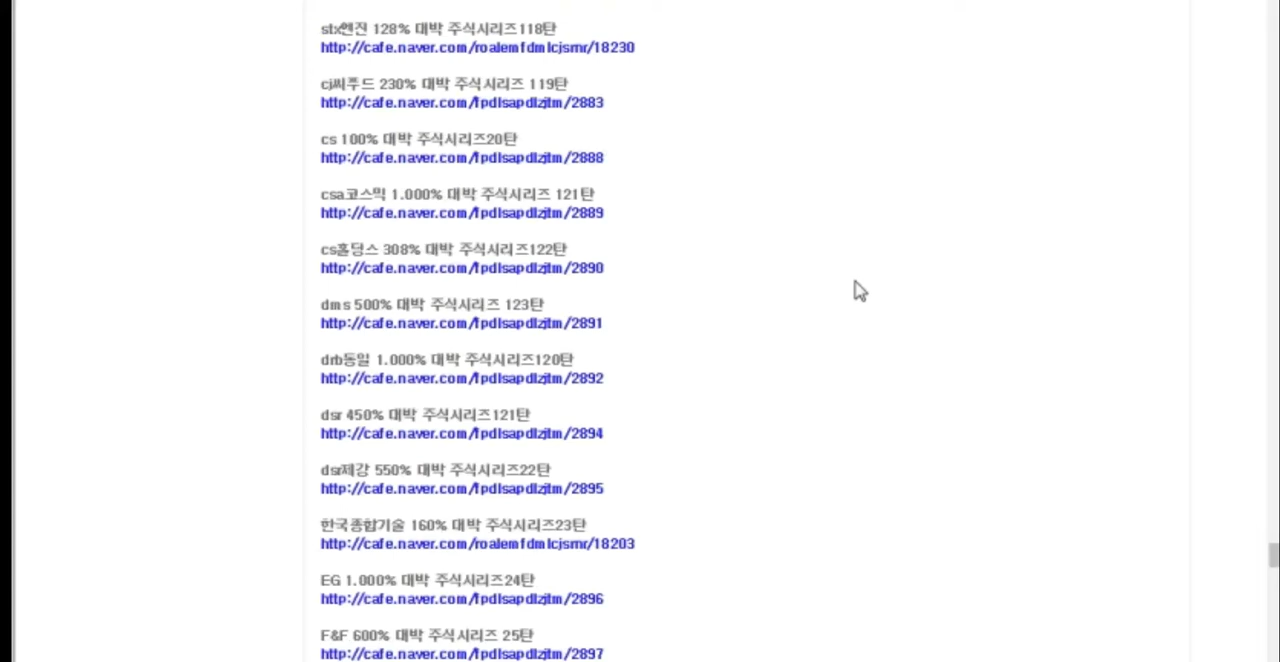 stx엔진 128% 대박 주식시리즈118탄
http://cafe.naver.com/roalemfdmlcjsmr/18230
cj씨푸드 230% 대박 주식시리즈 119탄
http://cafe.naver.com/fpdlsapdlzjtm/2883
cs 100% 대박 주식시리즈20탄
http://cafe.naver.com/fpdlsapdlzjtm/2888
csa코스믹 1.000% 대박 주식시리즈 121탄
http://cafe.naver.com/fpdlsapdlzjtm/2889
cs홀딩스 308% 대박 주식시리즈122탄
http://cafe.naver.com/fpdlsapdlzjtm/2890
dms 500% 대박 주식시리즈 123탄
http://cafe.naver.com/fpdlsapdlzjtm/2891
drb동일 1.000% 대박 주식시리즈120탄
http://cafe.naver.com/fpdlsapdlzjtm/2892
dsr 450% 대박 주식시리즈121탄
http://cafe.naver.com/fpdlsapdlzjtm/2894
dsr제강 550% 대박 주식시리즈22탄
http://cafe.naver.com/fpdlsapdlzjtm/2895
한국종합기술 160% 대박 주식시리즈23탄
http://cafe.naver.com/roalemfdmlcjsmr/18203
EG 1.000% 대박 주식시리즈24탄
http://cafe.naver.com/fpdlsapdlzjtm/2896
F&F 600% 대박 주식시리즈 25탄
http://cafe.naver.com/fpdlsapdlzjtm/2897